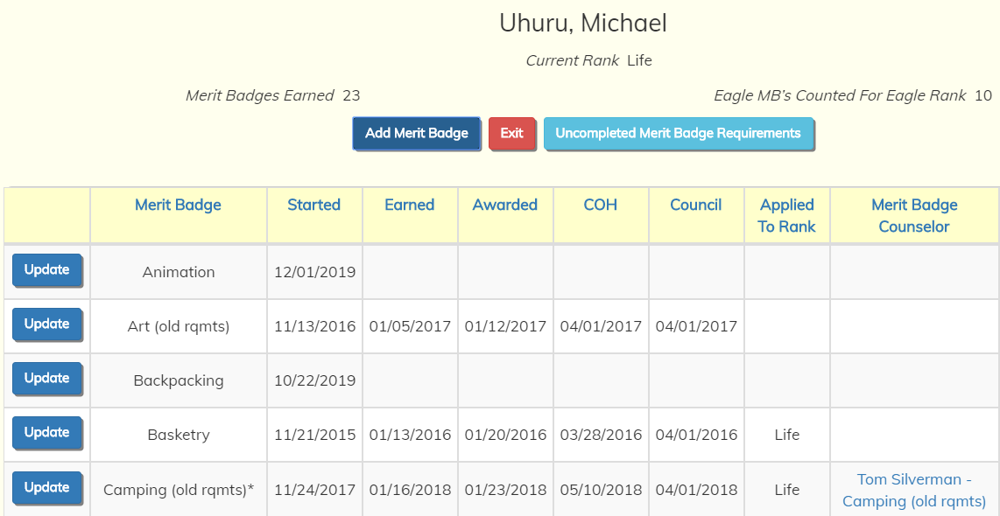 Uhuru, Michael
Current Rank Life
Merit Badges Earned 23 Eagle MB's Counted For Eagle Rank 10
Add Merit Badge Exit Uncompleted Merit Badge Requirements
Merit Badge Started Earned Awarded COH Council Applied To Rank Merit Badge Counselor
Update Animation 12/01/2019
Update Art (old rqmts) 11/13/2016 01/05/2017 01/12/2017 04/01/2017 04/01/2017
Update Backpacking 10/22/2019
Update Basketry 11/21/2015 01/13/2016 01/20/2016 03/28/2016 04/01/2016 Life
Update Camping (old rqmts)* 11/24/2017 01/16/2018 01/23/2018 05/10/2018 04/01/2018 Life Tom Silverman - Camping (old rqmts)